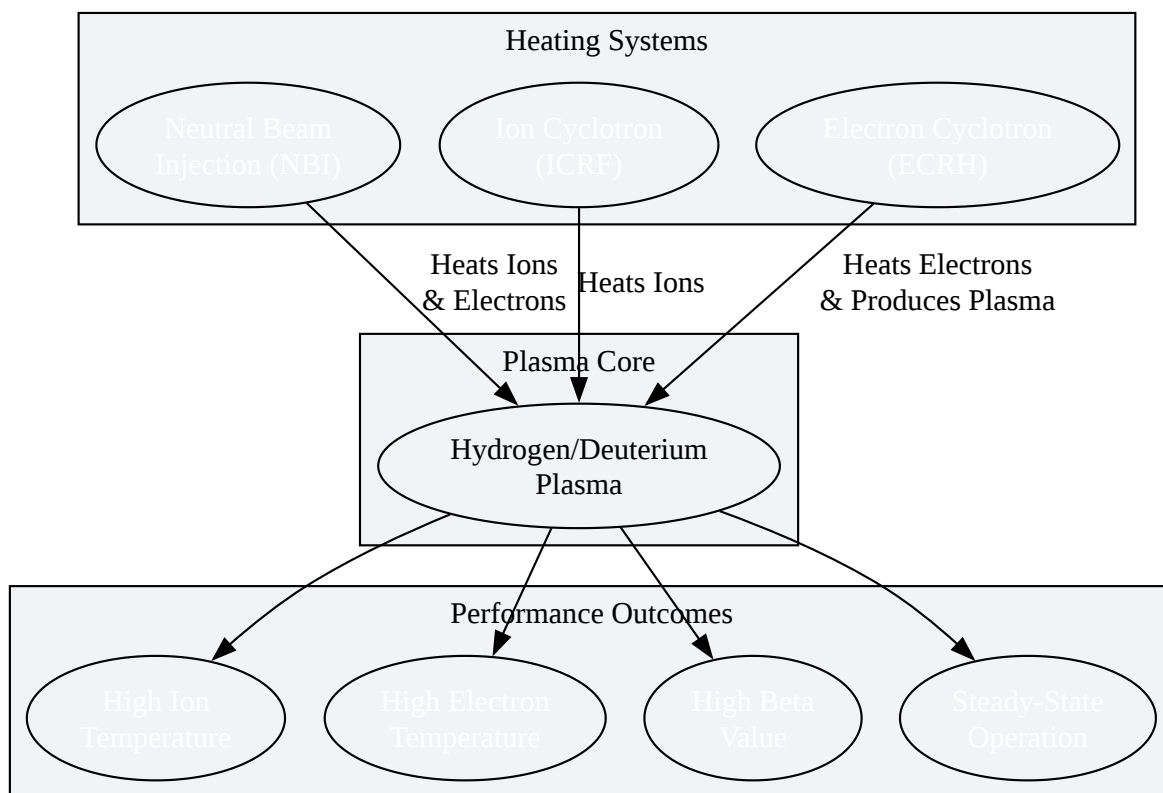 Heating Systems
Neutral Beam
Injection (NBI)
Ion Cyclotron
(ICRF)
Electron Cyclotron
(ECRH)
Heats Ions
& Electrons
Heats Ions
Heats Electrons
& Produces Plasma
Plasma Core
Hydrogen/Deuterium
Plasma
Performance Outcomes
High Ion
Temperature
High Electron
Temperature
High Beta
Value
Steady-State
Operation